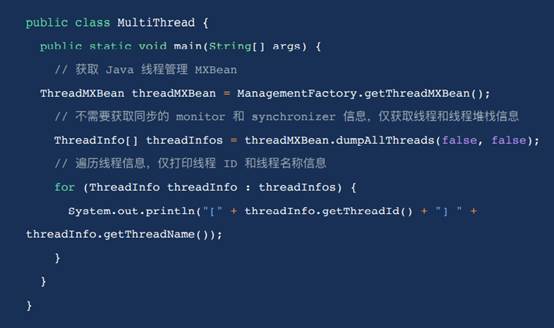 public class MultiThread {
public static void main(String[] args) {
// 获取 Java 线程管理 MXBean
ThreadMXBean threadMXBean = ManagementFactory.getThreadMXBean();
// 不需要获取同步的 monitor 和 synchronizer 信息，仅获取线程和线程堆栈信息
ThreadInfo[] threadInfos = threadMXBean.dumpAllThreads(false, false);
// 遍历线程信息，仅打印线程 ID 和线程名称信息
for (ThreadInfo threadInfo : threadInfos) {
System.out.println("[" + threadInfo.getThreadId() + "] " +
threadInfo.getThreadName());
}
}
}